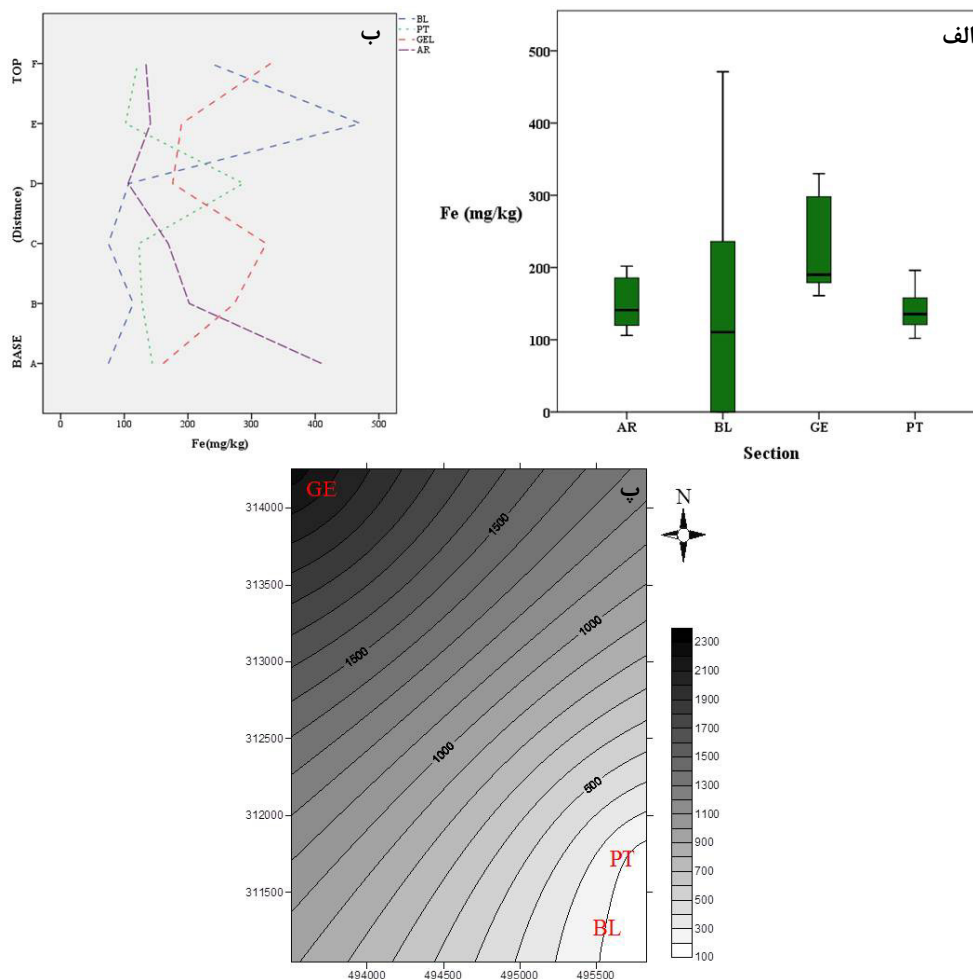 ب
BL
PT
GEL
AR
TOP
(Distance)
BASE
F
E
D
C
B
A
0 100 200 300 400 500
Fe(mg/kg)
الف
500
400
300
200
100
0
Fe (mg/kg)
AR BL GE PT
Section
پ
GE
PT
BL
1500
1500
1000
1000
500
314000
313500
313000
312500
312000
311500
494000 494500 495000 495500
N
2300
2100
1900
1700
1500
1300
1100
900
700
500
300
100